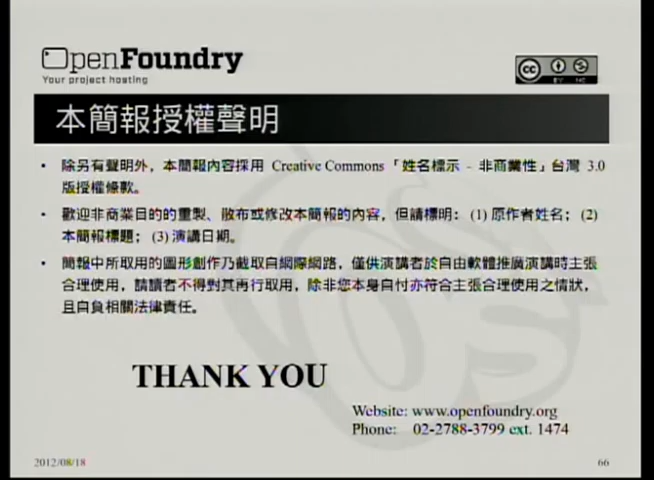 OpenFoundry
Your project hosting
cc
BY NC
本簡報授權聲明
• 除另有聲明外，本簡報內容採用 Creative Commons「姓名標示 - 非商業性」台灣 3.0
版授權條款。
• 歡迎非商業目的的重製、散布或修改本簡報的內容，但請標明：(1) 原作者姓名；(2)
本簡報標題；(3) 演講日期。
• 簡報中所取用的圖形創作乃截取自網際網路，僅供演講者於自由軟體推廣演講時主張
合理使用，請讀者不得對其再行取用，除非您本身自忖亦符合主張合理使用之情狀，
且自負相關法律責任。
THANK YOU
Website: www.openfoundry.org
Phone: 02-2788-3799 ext. 1474
2012/08/18
66